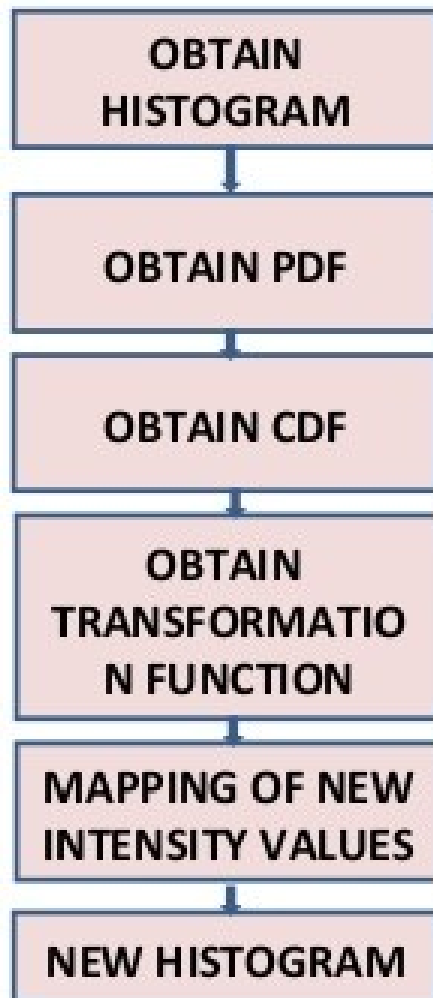 OBTAIN
HISTOGRAM
OBTAIN PDF
OBTAIN CDF
OBTAIN
TRANSFORMATIO
N FUNCTION
MAPPING OF NEW
INTENSITY VALUES
NEW HISTOGRAM